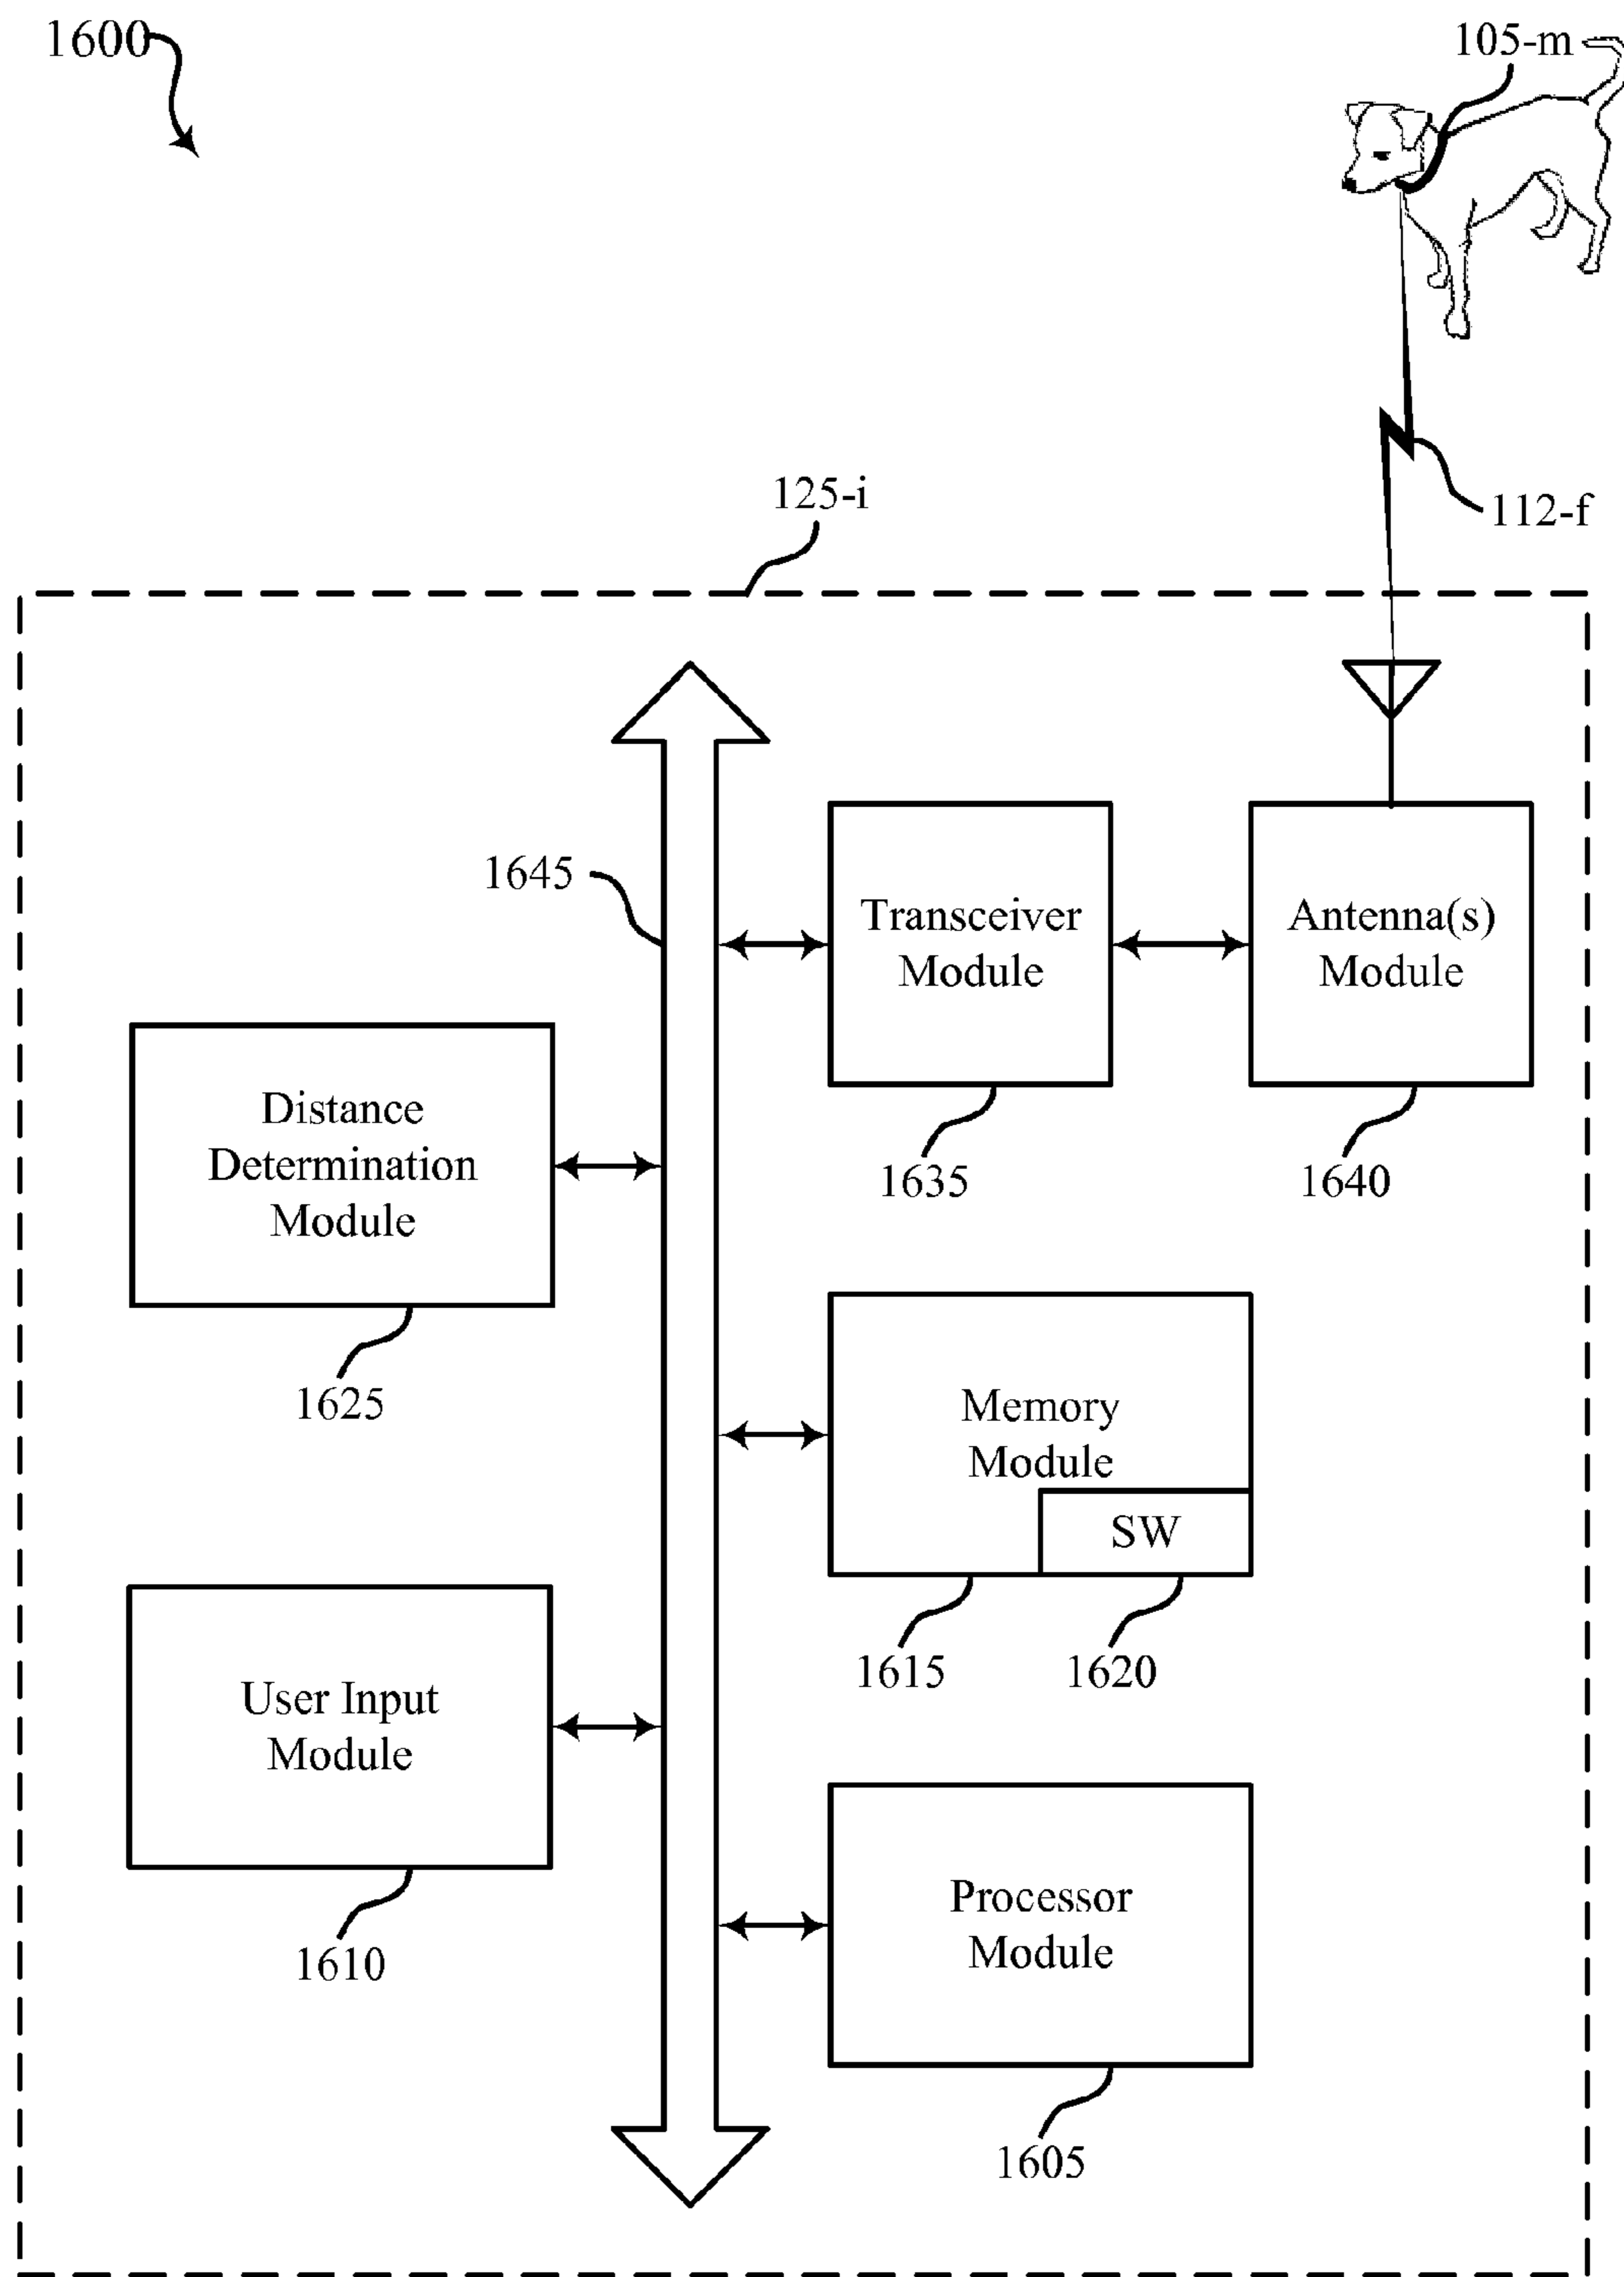 1600
105-m
112-f
125-i
1645
Transceiver
Module
1635
Antenna(s)
Module
1640
Distance
Determination
Module
1625
Memory
Module
SW
1615
1620
User Input
Module
1610
Processor
Module
1605